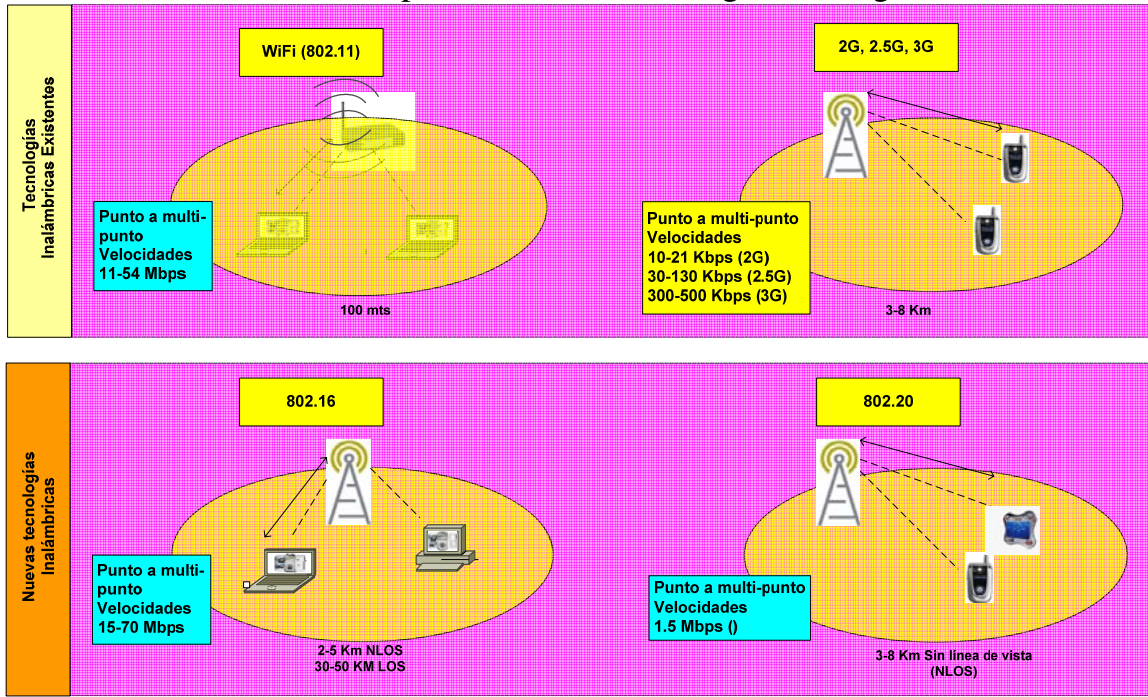 Tecnologías
Inalámbricas Existentes
WiFi (802.11)
Punto a multi-
punto
Velocidades
11-54 Mbps
100 mts
2G, 2.5G, 3G
Punto a multi-punto
Velocidades
10-21 Kbps (2G)
30-130 Kbps (2.5G)
300-500 Kbps (3G)
3-8 Km
Nuevas tecnologías
Inalámbricas
802.16
Punto a multi-
punto
Velocidades
15-70 Mbps
2-5 Km NLOS
30-50 KM LOS
802.20
Punto a multi-punto
Velocidades
1.5 Mbps ()
3-8 Km Sin línea de vista
(NLOS)